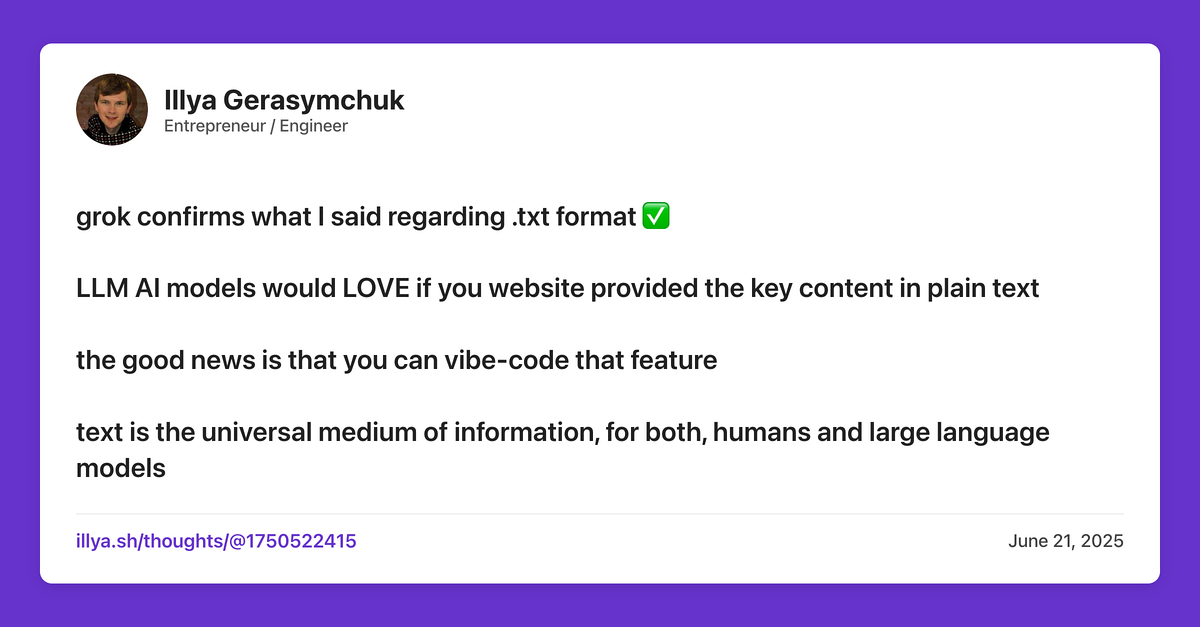 Illya Gerasymchuk
Entrepreneur / Engineer
grok confirms what I said regarding .txt format ✅
LLM AI models would LOVE if you website provided the key content in plain text
the good news is that you can vibe-code that feature
text is the universal medium of information, for both, humans and large language
models
illya.sh/thoughts/@1750522415
June 21, 2025